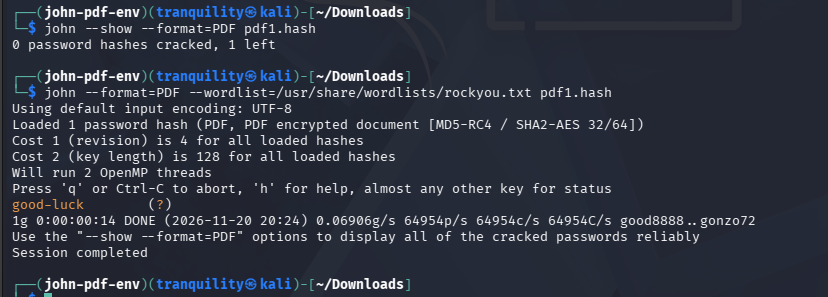 ┌──(john-pdf-env)(tranquility㉿kali)-[~/Downloads]
└─$ john --show --format=PDF pdf1.hash
0 password hashes cracked, 1 left
┌──(john-pdf-env)(tranquility㉿kali)-[~/Downloads]
└─$ john --format=PDF --wordlist=/usr/share/wordlists/rockyou.txt pdf1.hash
Using default input encoding: UTF-8
Loaded 1 password hash (PDF, PDF encrypted document [MD5-RC4 / SHA2-AES 32/64])
Cost 1 (revision) is 4 for all loaded hashes
Cost 2 (key length) is 128 for all loaded hashes
Will run 2 OpenMP threads
Press 'q' or Ctrl-C to abort, 'h' for help, almost any other key for status
good-luck        (?)
1g 0:00:00:14 DONE (2026-11-20 20:24) 0.06906g/s 64954p/s 64954c/s 64954C/s good8888..gonzo72
Use the "--show --format=PDF" options to display all of the cracked passwords reliably
Session completed
┌──(john-pdf-env)(tranquility㉿kali)-[~/Downloads]
└─$